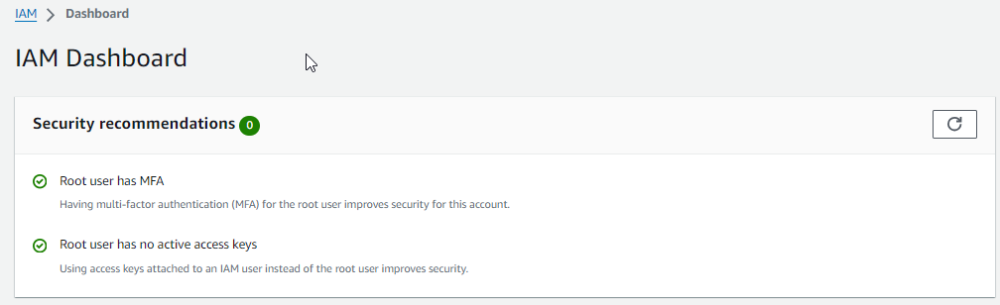 IAM > Dashboard
IAM Dashboard
Security recommendations 0
Root user has MFA
Having multi-factor authentication (MFA) for the root user improves security for this account.
Root user has no active access keys
Using access keys attached to an IAM user instead of the root user improves security.